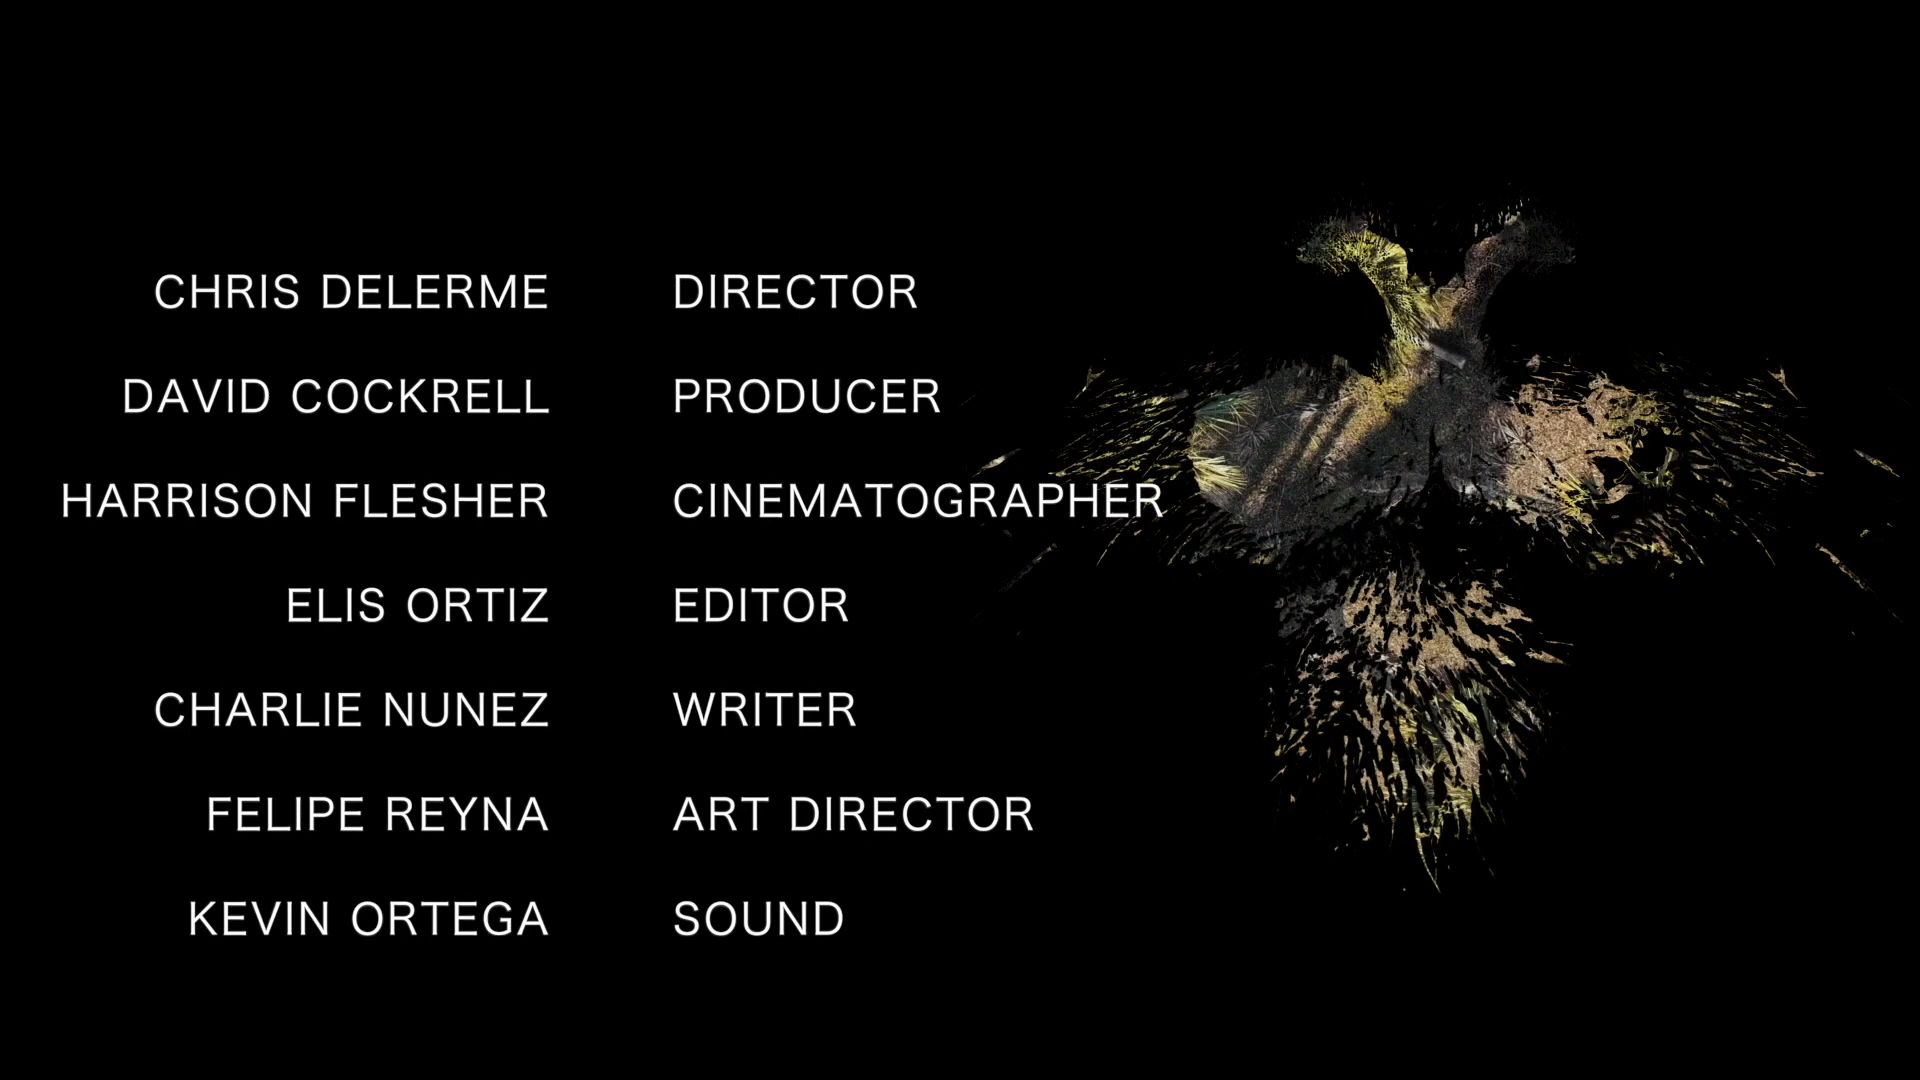 CHRIS DELERME DIRECTOR
DAVID COCKRELL PRODUCER
HARRISON FLESHER CINEMATOGRAPHER
ELIS ORTIZ EDITOR
CHARLIE NUNEZ WRITER
FELIPE REYNA ART DIRECTOR
KEVIN ORTEGA SOUND